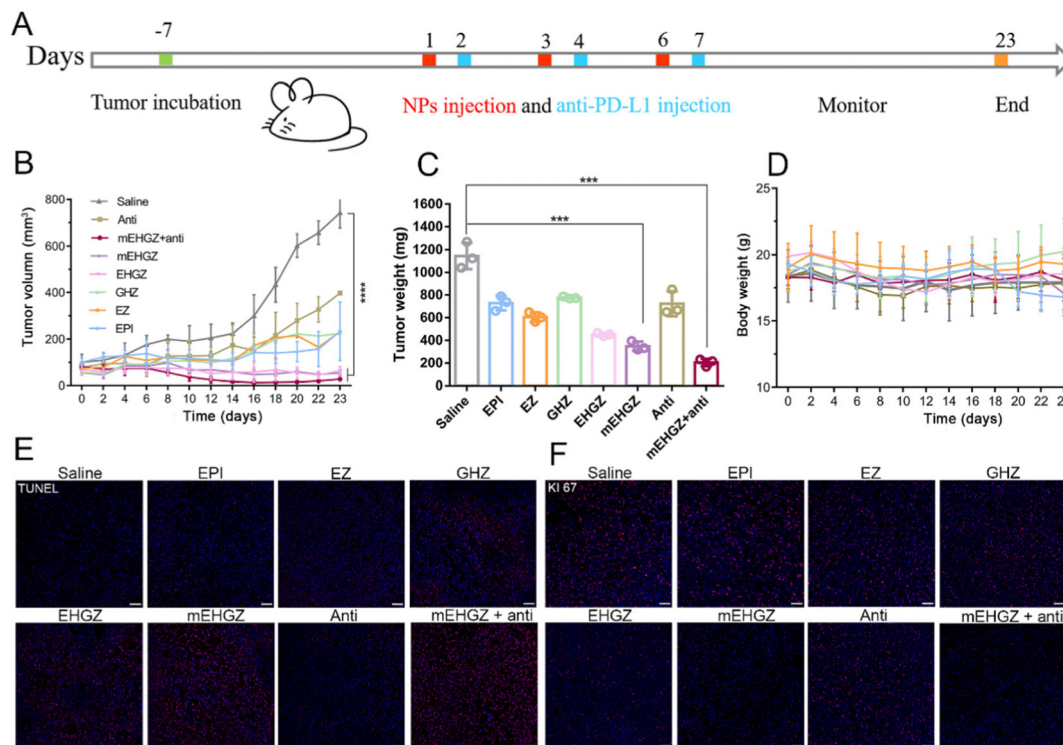 A
Days
-7
1
2
3
4
6
7
23
Tumor incubation
NPs injection and anti-PD-L1 injection
Monitor
End
B
Tumor volumn (mm³)
800
600
400
200
0
Saline
Anti
mEHGZ+anti
mEHGZ
EHGZ
GHZ
EZ
EPI
****
0 2 4 6 8 10 12 14 16 18 20 22 23
Time (days)
C
Tumor weight (mg)
1600
1400
1200
1000
800
600
400
200
0
***
***
Saline
EPI
EZ
GHZ
EHGZ
mEHGZ
Anti
mEHGZ+anti
D
Body weight (g)
25
20
15
10
0 2 4 6 8 10 12 14 16 18 20 22 2
Time (days)
E
Saline EPI EZ GHZ
TUNEL
EHGZ mEHGZ Anti mEHGZ + anti
F
Saline EPI EZ GHZ
KI 67
EHGZ mEHGZ Anti mEHGZ + anti